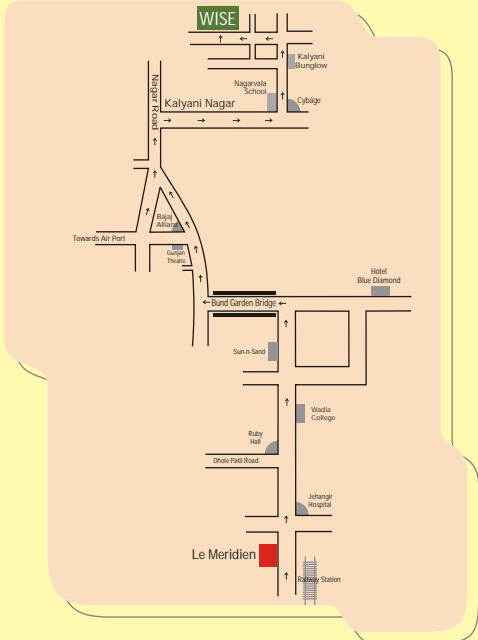 WISE
Kalyani
Bunglow
Nagarvala
School
Cybage
Kalyani Nagar
Nagar Road
Bajaj
Allianz
Towards Air Port
Gunjan
Theatre
Hotel
Blue Diamond
Bund Garden Bridge
Sun-n-Sand
Wadia
College
Ruby
Hall
Dhole Patil Road
Jehangir
Hospital
Le Meridien
Railway Station